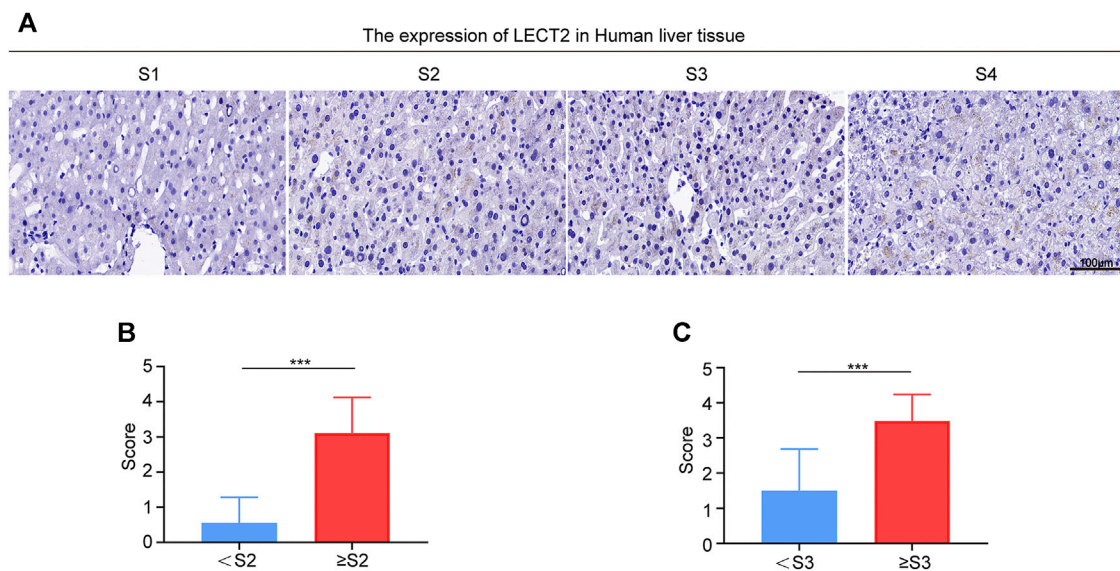 A
The expression of LECT2 in Human liver tissue
S1 S2 S3 S4
100μm
B
***
Score
5
4
3
2
1
0
<S2 ≥S2
C
***
Score
5
4
3
2
1
0
<S3 ≥S3